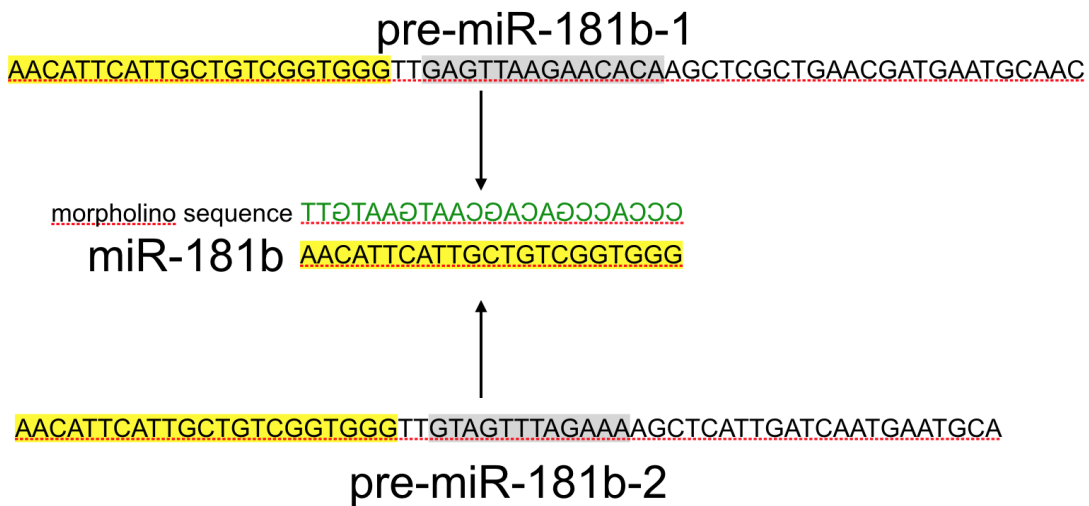 pre-miR-181b-1
AACATTCATTGCTGTCGGTGGGTTGAGTTAAGAACACAAGCTCGCTGAACGATGAATGCAAC
morpholino sequence TTGTAAGTAACGACAGCCACCC
miR-181b AACATTCATTGCTGTCGGTGGG
AACATTCATTGCTGTCGGTGGGTTGTAGTTTAGAAAAGCTCATTGATCAATGAATGCA
pre-miR-181b-2